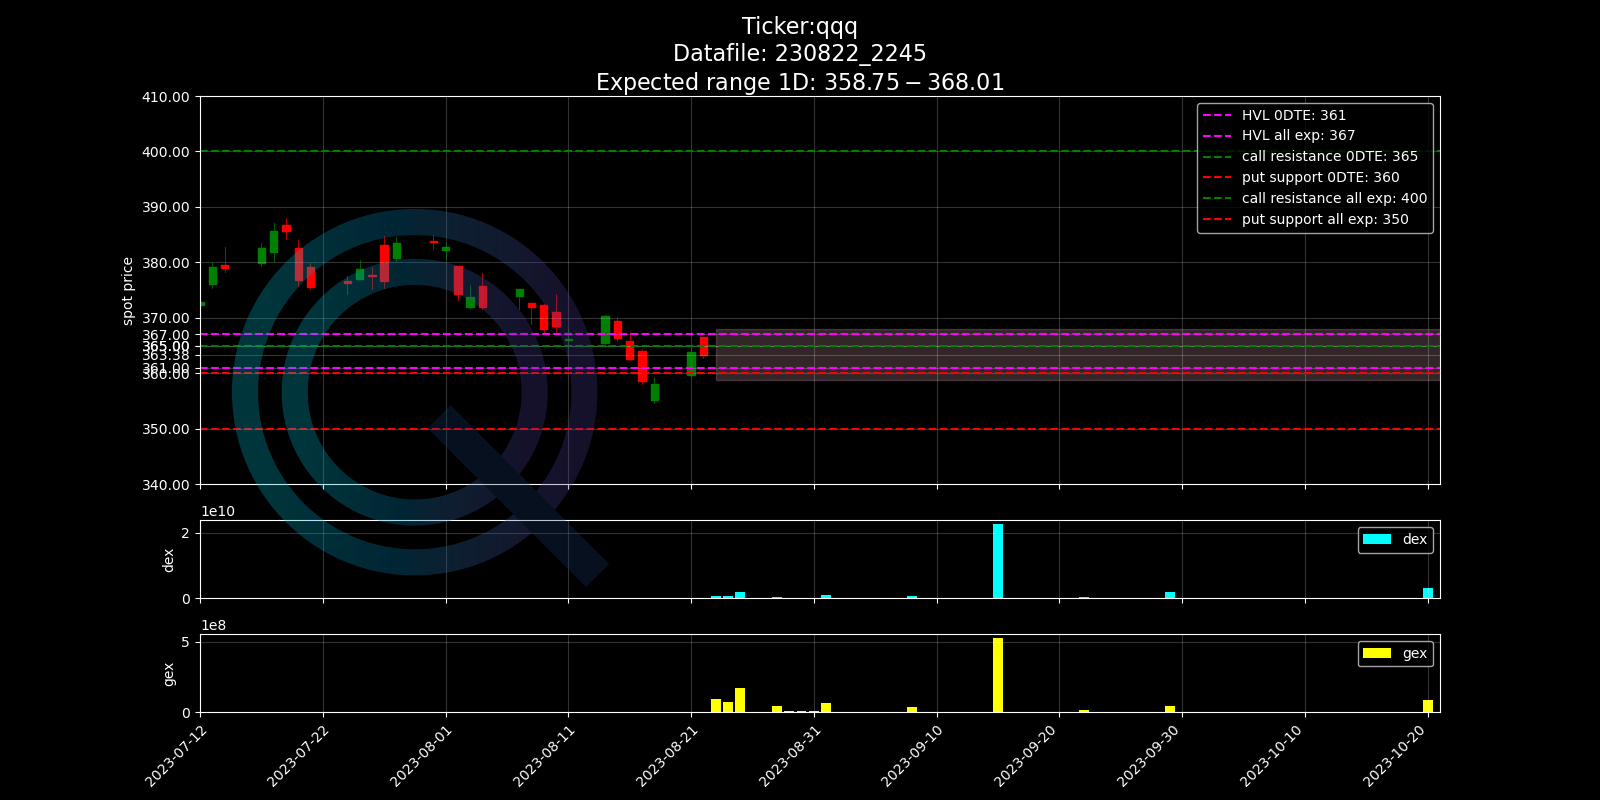 Ticker:qqq
Datafile: 230822_2245
Expected range 1D: 358.75 − 368.01
410.00
400.00
390.00
380.00
370.00
367.00
365.00
363.38
361.00
360.00
350.00
340.00
spot price
HVL 0DTE: 361
HVL all exp: 367
call resistance 0DTE: 365
put support 0DTE: 360
call resistance all exp: 400
put support all exp: 350
1e10
2
0
dex
dex
1e8
5
0
gex
gex
2023-07-12
2023-07-22
2023-08-01
2023-08-11
2023-08-21
2023-08-31
2023-09-10
2023-09-20
2023-09-30
2023-10-10
2023-10-20